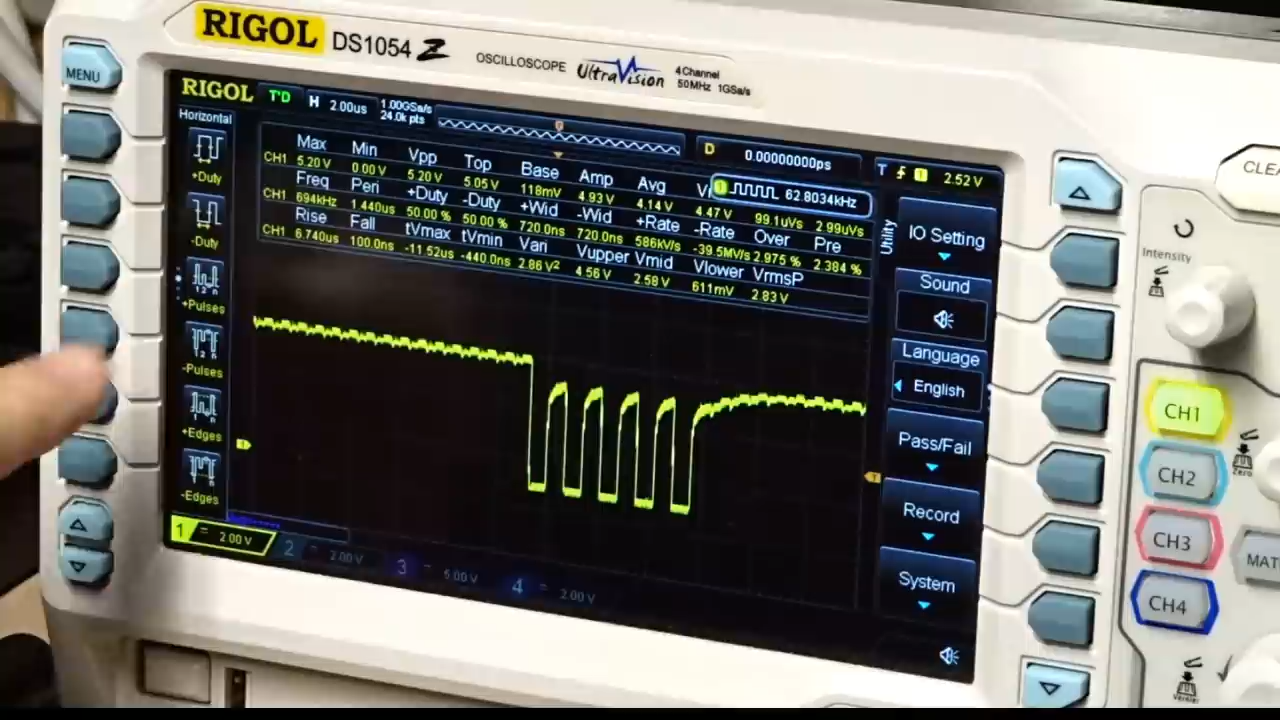 RIGOL DS1054 Z OSCILLOSCOPE UltraVision 4 Channel
50MHz 1GSa/s
MENU
RIGOL T'D H 2.00us 1.00GSa/s
24.0k pts
D 0.00000000ps T 1 2.52 V
Horizontal
+Duty
-Duty
+Pulses
-Pulses
+Edges
-Edges
Max Min Vpp Top Base Amp Avg
CH1 5.20 V 0.00 V 5.20 V 5.05 V 118mV 4.93 V 4.14 V 4.47 V 99.1uVs 2.99uVs
1 62.8034kHz
Freq Peri +Duty -Duty +Wid -Wid +Rate -Rate Over Pre
CH1 694kHz 1.440us 50.00 % 50.00 % 720.0ns 720.0ns 586kV/s -39.5MV/s 2.975 % 2.384 %
Rise Fall tVmax tVmin Vari Vupper Vmid Vlower VrmsP
CH1 6.740us 100.0ns -11.52us -440.0ns 2.86 V² 4.56 V 2.58 V 611mV 2.83 V
Utility
IO Setting
Sound
Language
English
Pass/Fail
Record
System
1
T
1 = 2.00 V 2 = 2.00 V 3 = 5.00 V 4 = 2.00 V
CLEA
Intensity
CH1
CH2
CH3
CH4
Zero
MAT
Vernier